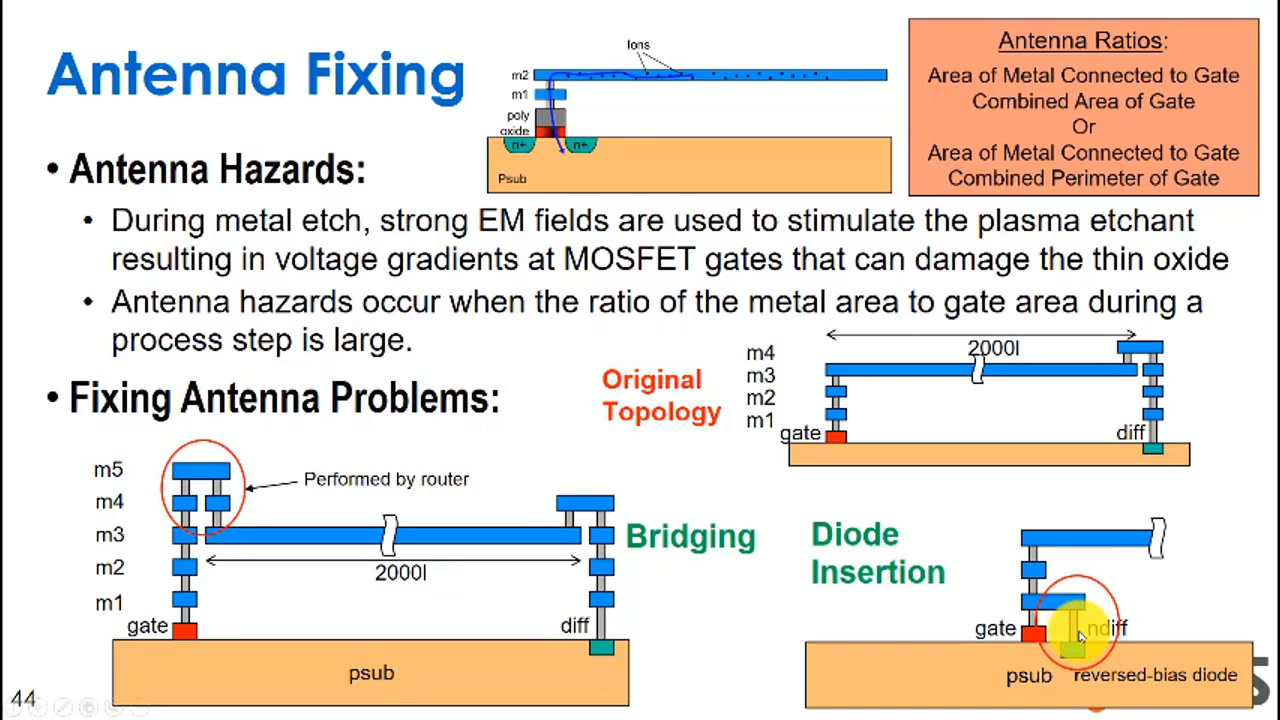 Antenna Fixing
Ions
m2
m1
poly
oxide
n+
n+
Psub
Antenna Ratios:
Area of Metal Connected to Gate
Combined Area of Gate
Or
Area of Metal Connected to Gate
Combined Perimeter of Gate
• Antenna Hazards:
• During metal etch, strong EM fields are used to stimulate the plasma etchant
resulting in voltage gradients at MOSFET gates that can damage the thin oxide
• Antenna hazards occur when the ratio of the metal area to gate area during a
process step is large.
• Fixing Antenna Problems:
Original
Topology
m4
m3
m2
m1
2000l
gate
diff
m5
m4
m3
m2
m1
Performed by router
2000l
gate
diff
psub
Bridging
Diode
Insertion
gate
ndiff
psub
reversed-bias diode
44